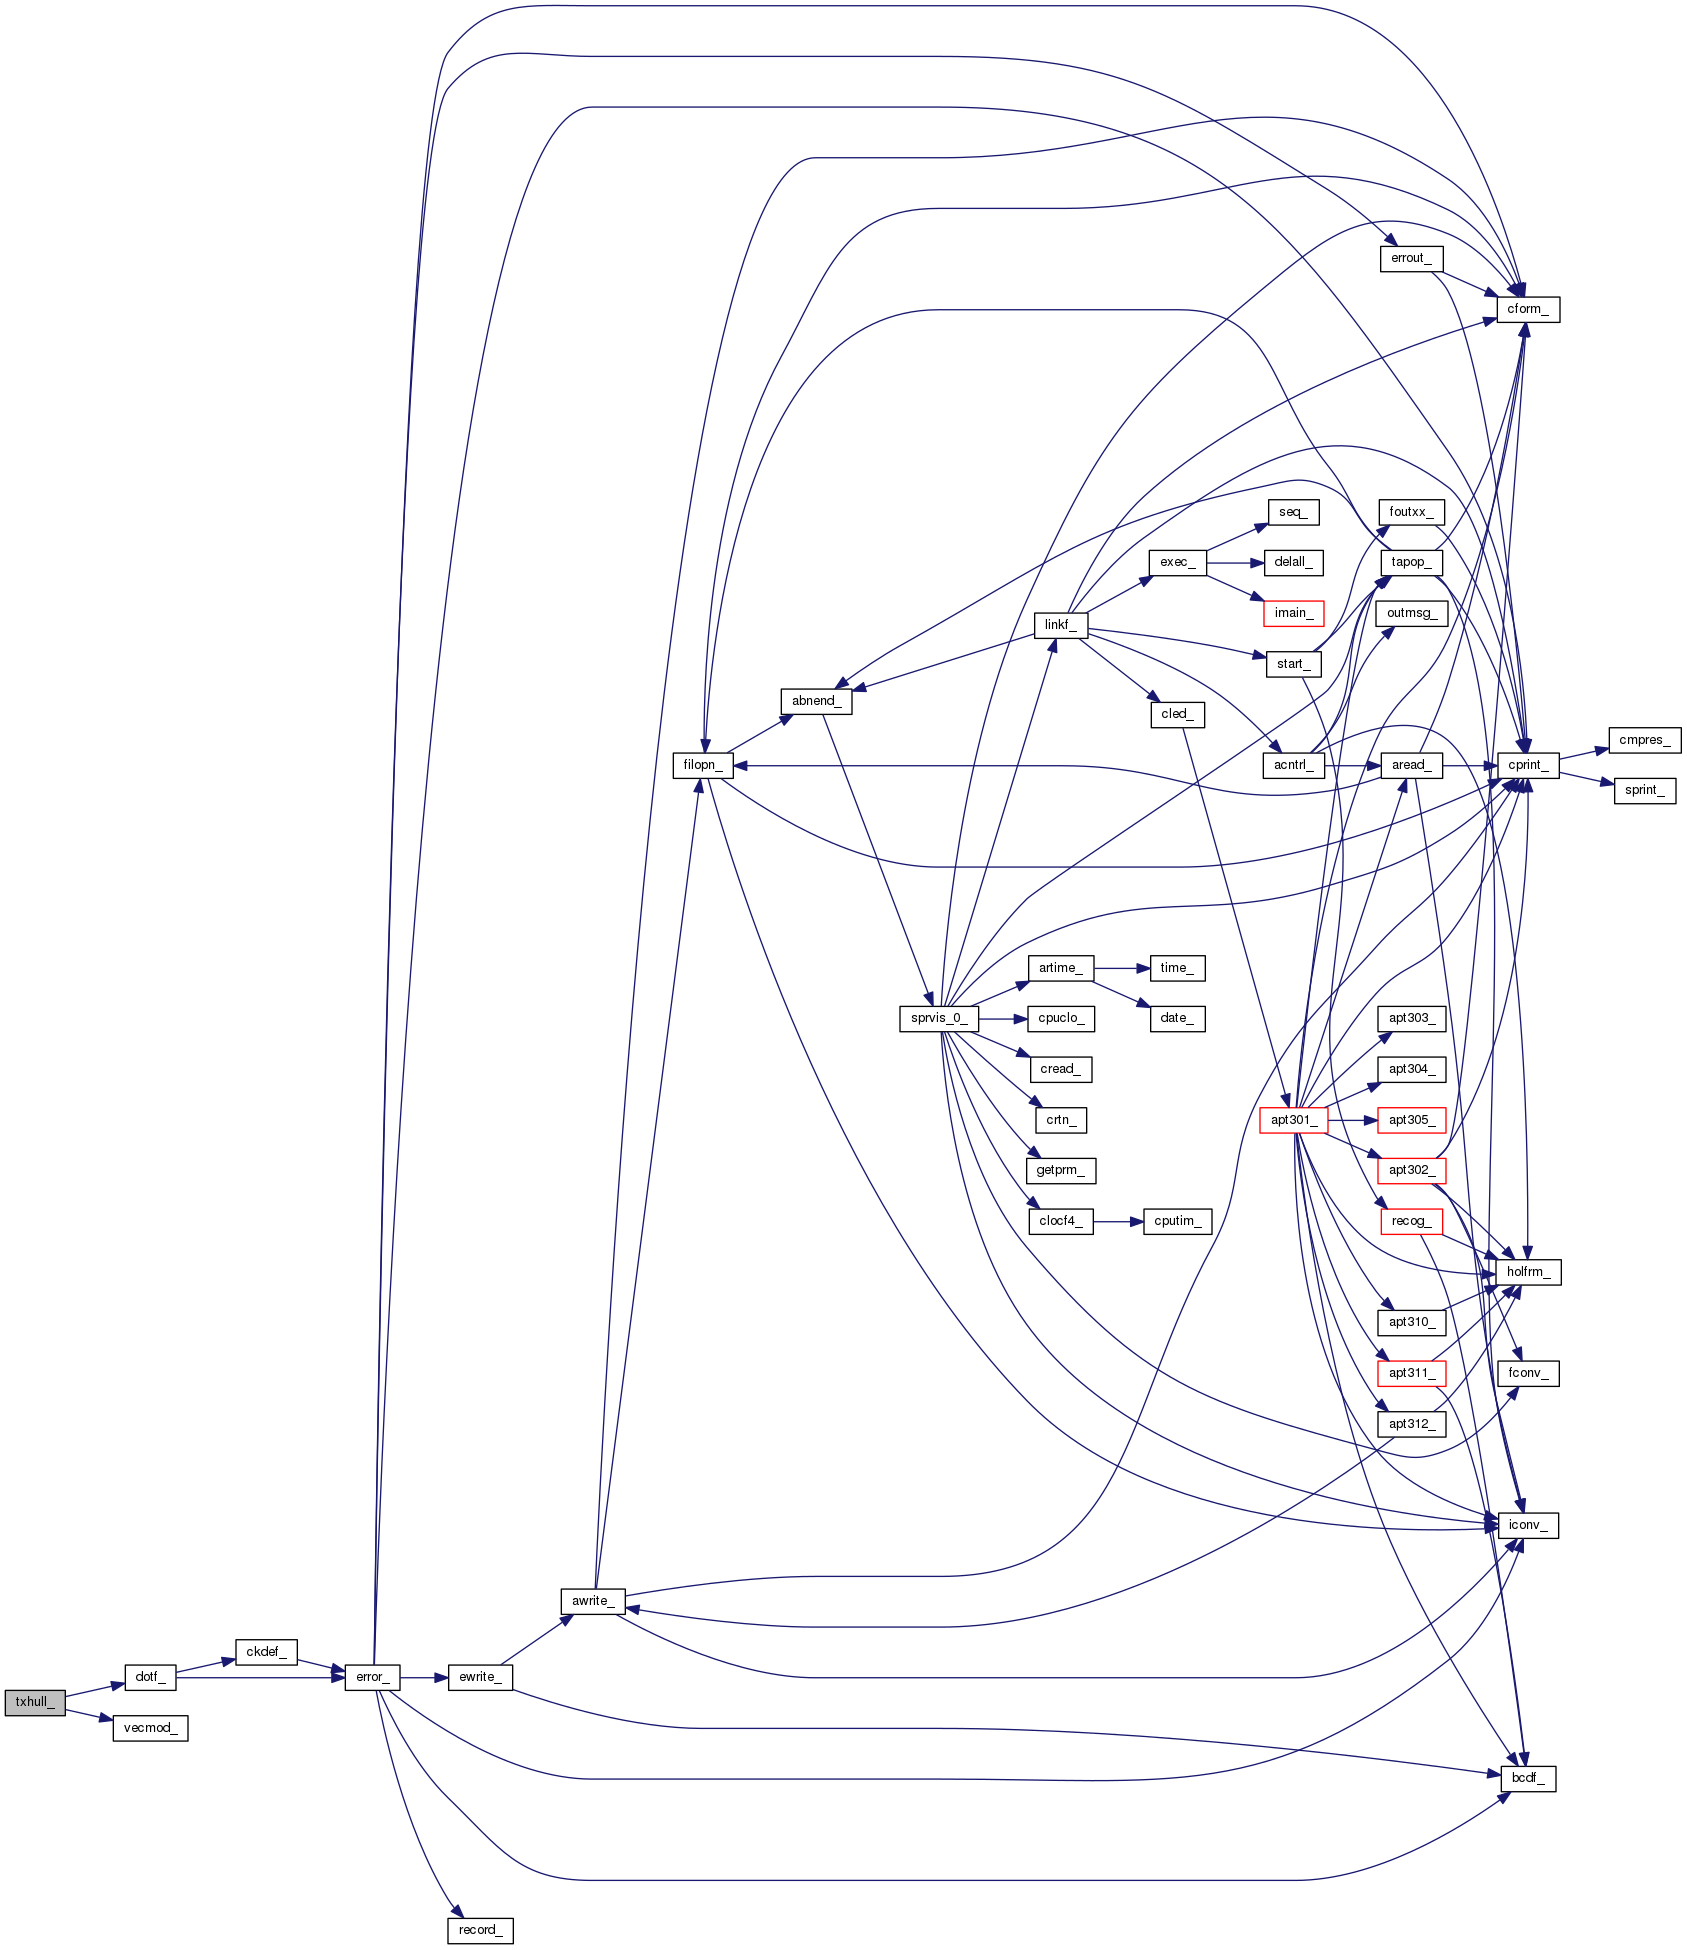 errout_
cform_
seq_
foutxx_
exec_
delall_
tapop_
imain_
outmsg_
linkf_
start_
abnend_
cled_
cmpres_
filopn_
acntrl_
aread_
cprint_
sprint_
artime_
time_
sprvis_0_
cpuclo_
date_
apt303_
cread_
apt304_
crtn_
apt301_
apt305_
getprm_
apt302_
clocf4_
cputim_
recog_
holfrm_
apt310_
apt311_
fconv_
apt312_
iconv_
awrite_
ckdef_
dotf_
error_
ewrite_
txhull_
vecmod_
bcdf_
record_